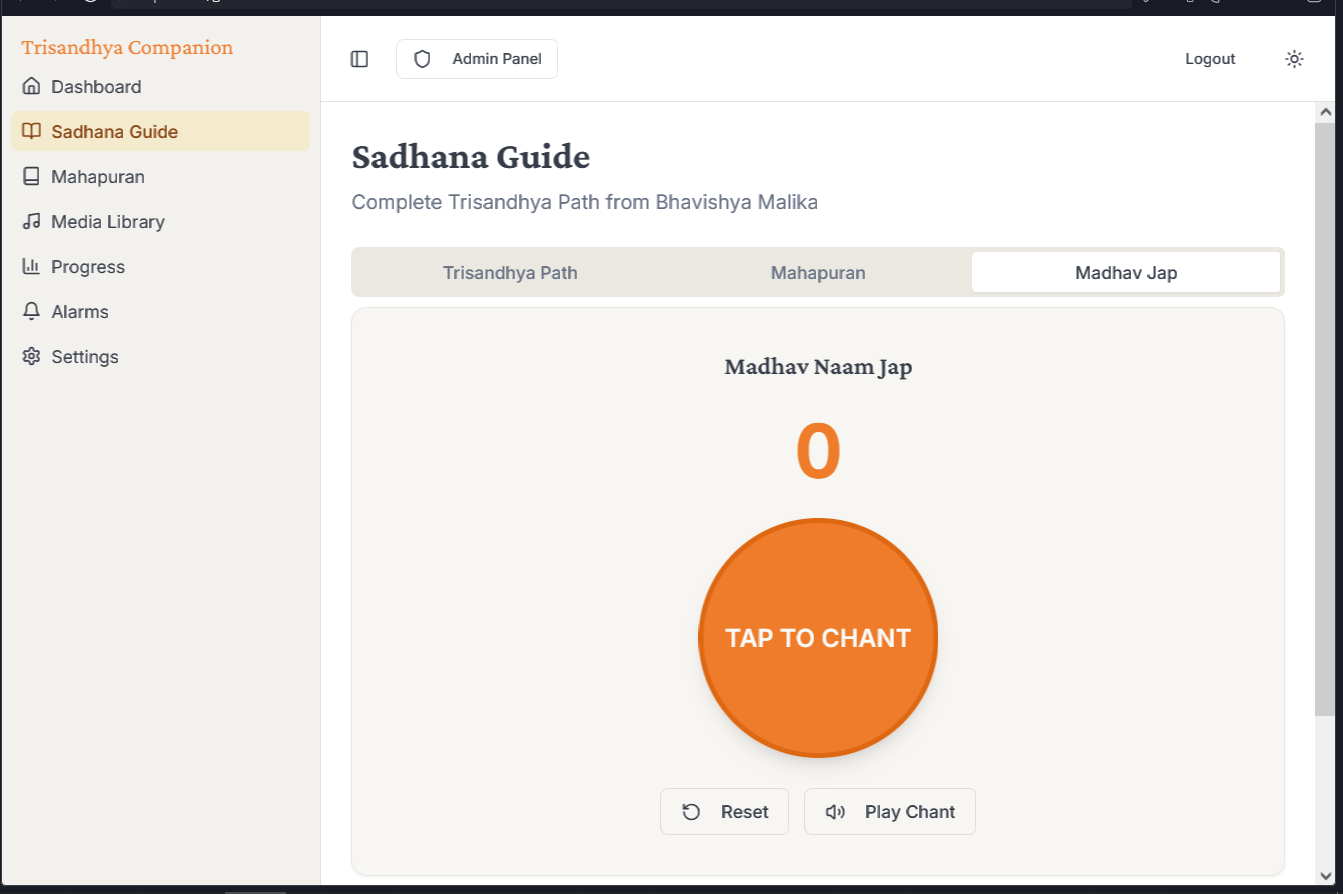 Trisandhya Companion
Dashboard
Sadhana Guide
Mahapuran
Media Library
Progress
Alarms
Settings
Admin Panel
Logout
Sadhana Guide
Complete Trisandhya Path from Bhavishya Malika
Trisandhya Path
Mahapuran
Madhav Jap
Madhav Naam Jap
0
TAP TO CHANT
Reset
Play Chant